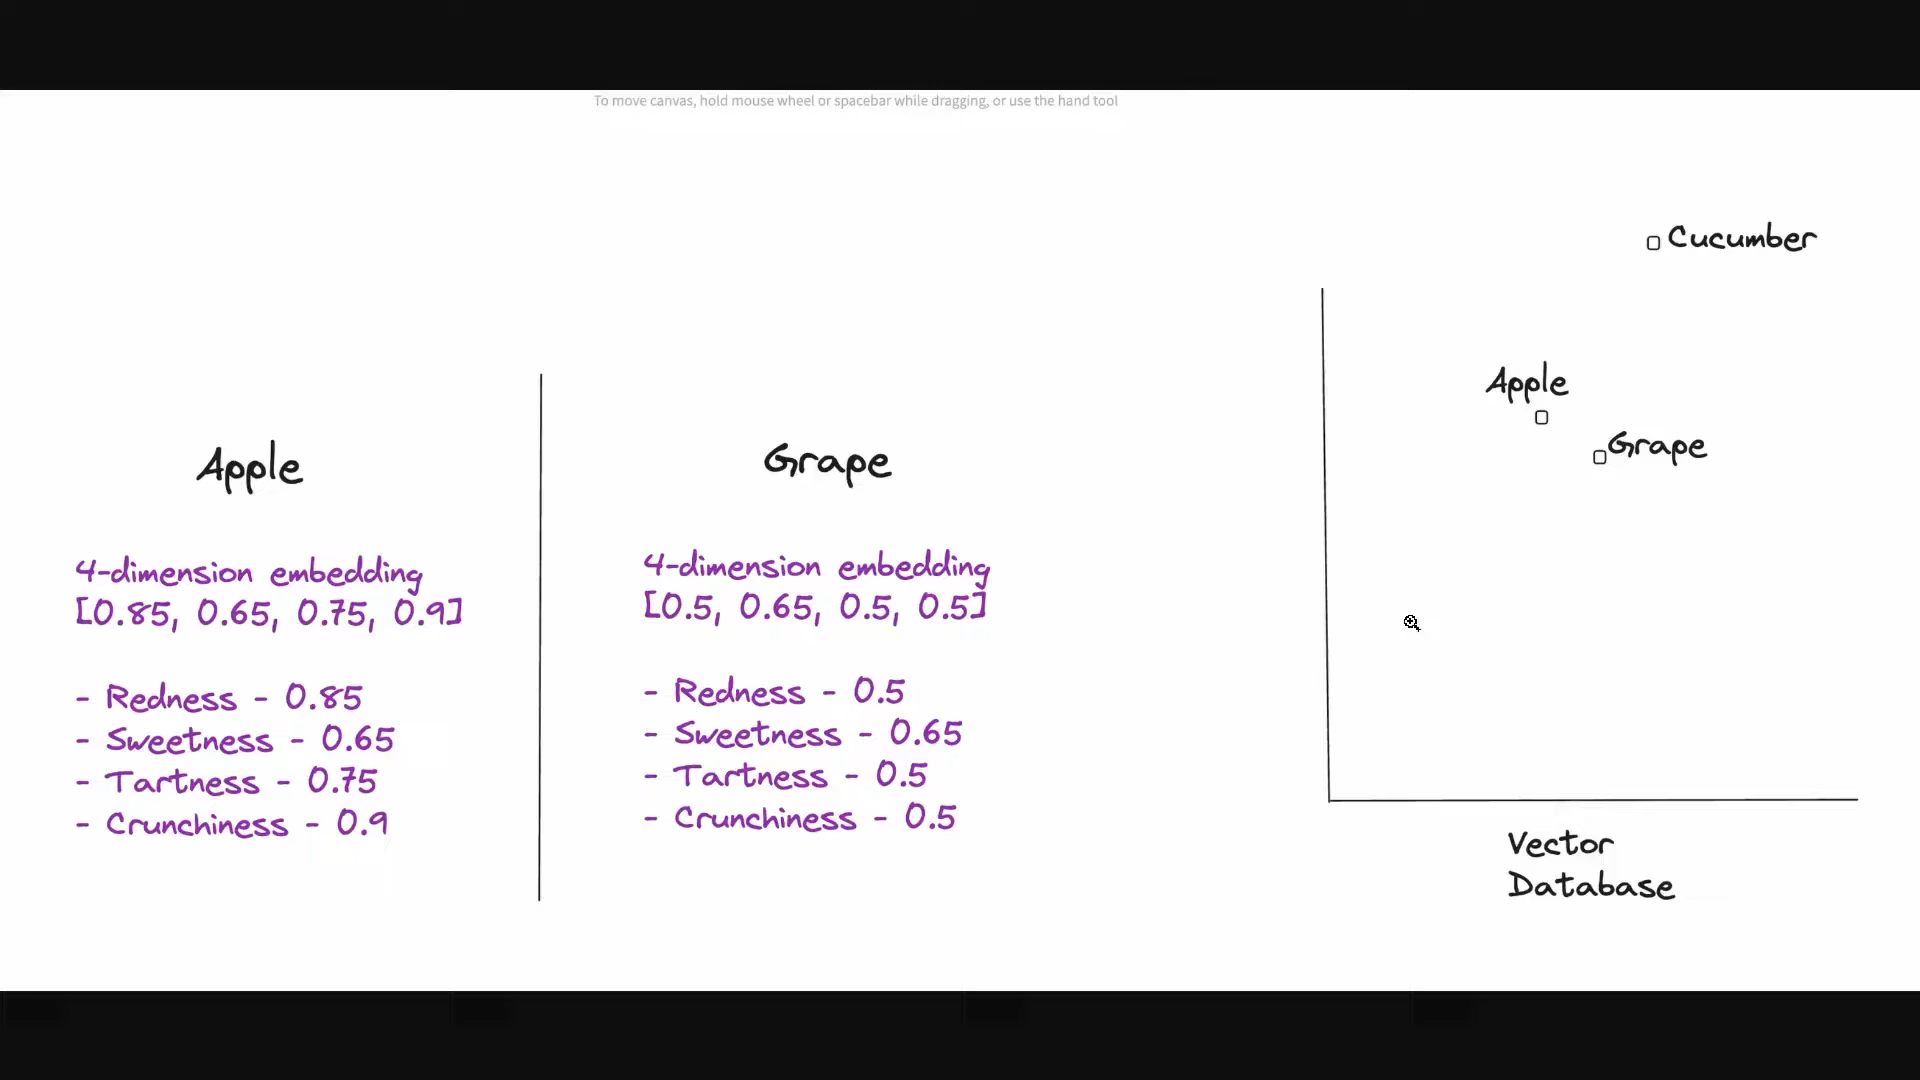 To move canvas, hold mouse wheel or spacebar while dragging, or use the hand tool
Apple
4-dimension embedding
[0.85, 0.65, 0.75, 0.9]
- Redness - 0.85
- Sweetness - 0.65
- Tartness - 0.75
- Crunchiness - 0.9
Grape
4-dimension embedding
[0.5, 0.65, 0.5, 0.5]
- Redness - 0.5
- Sweetness - 0.65
- Tartness - 0.5
- Crunchiness - 0.5
Cucumber
Apple
Grape
Vector
Database